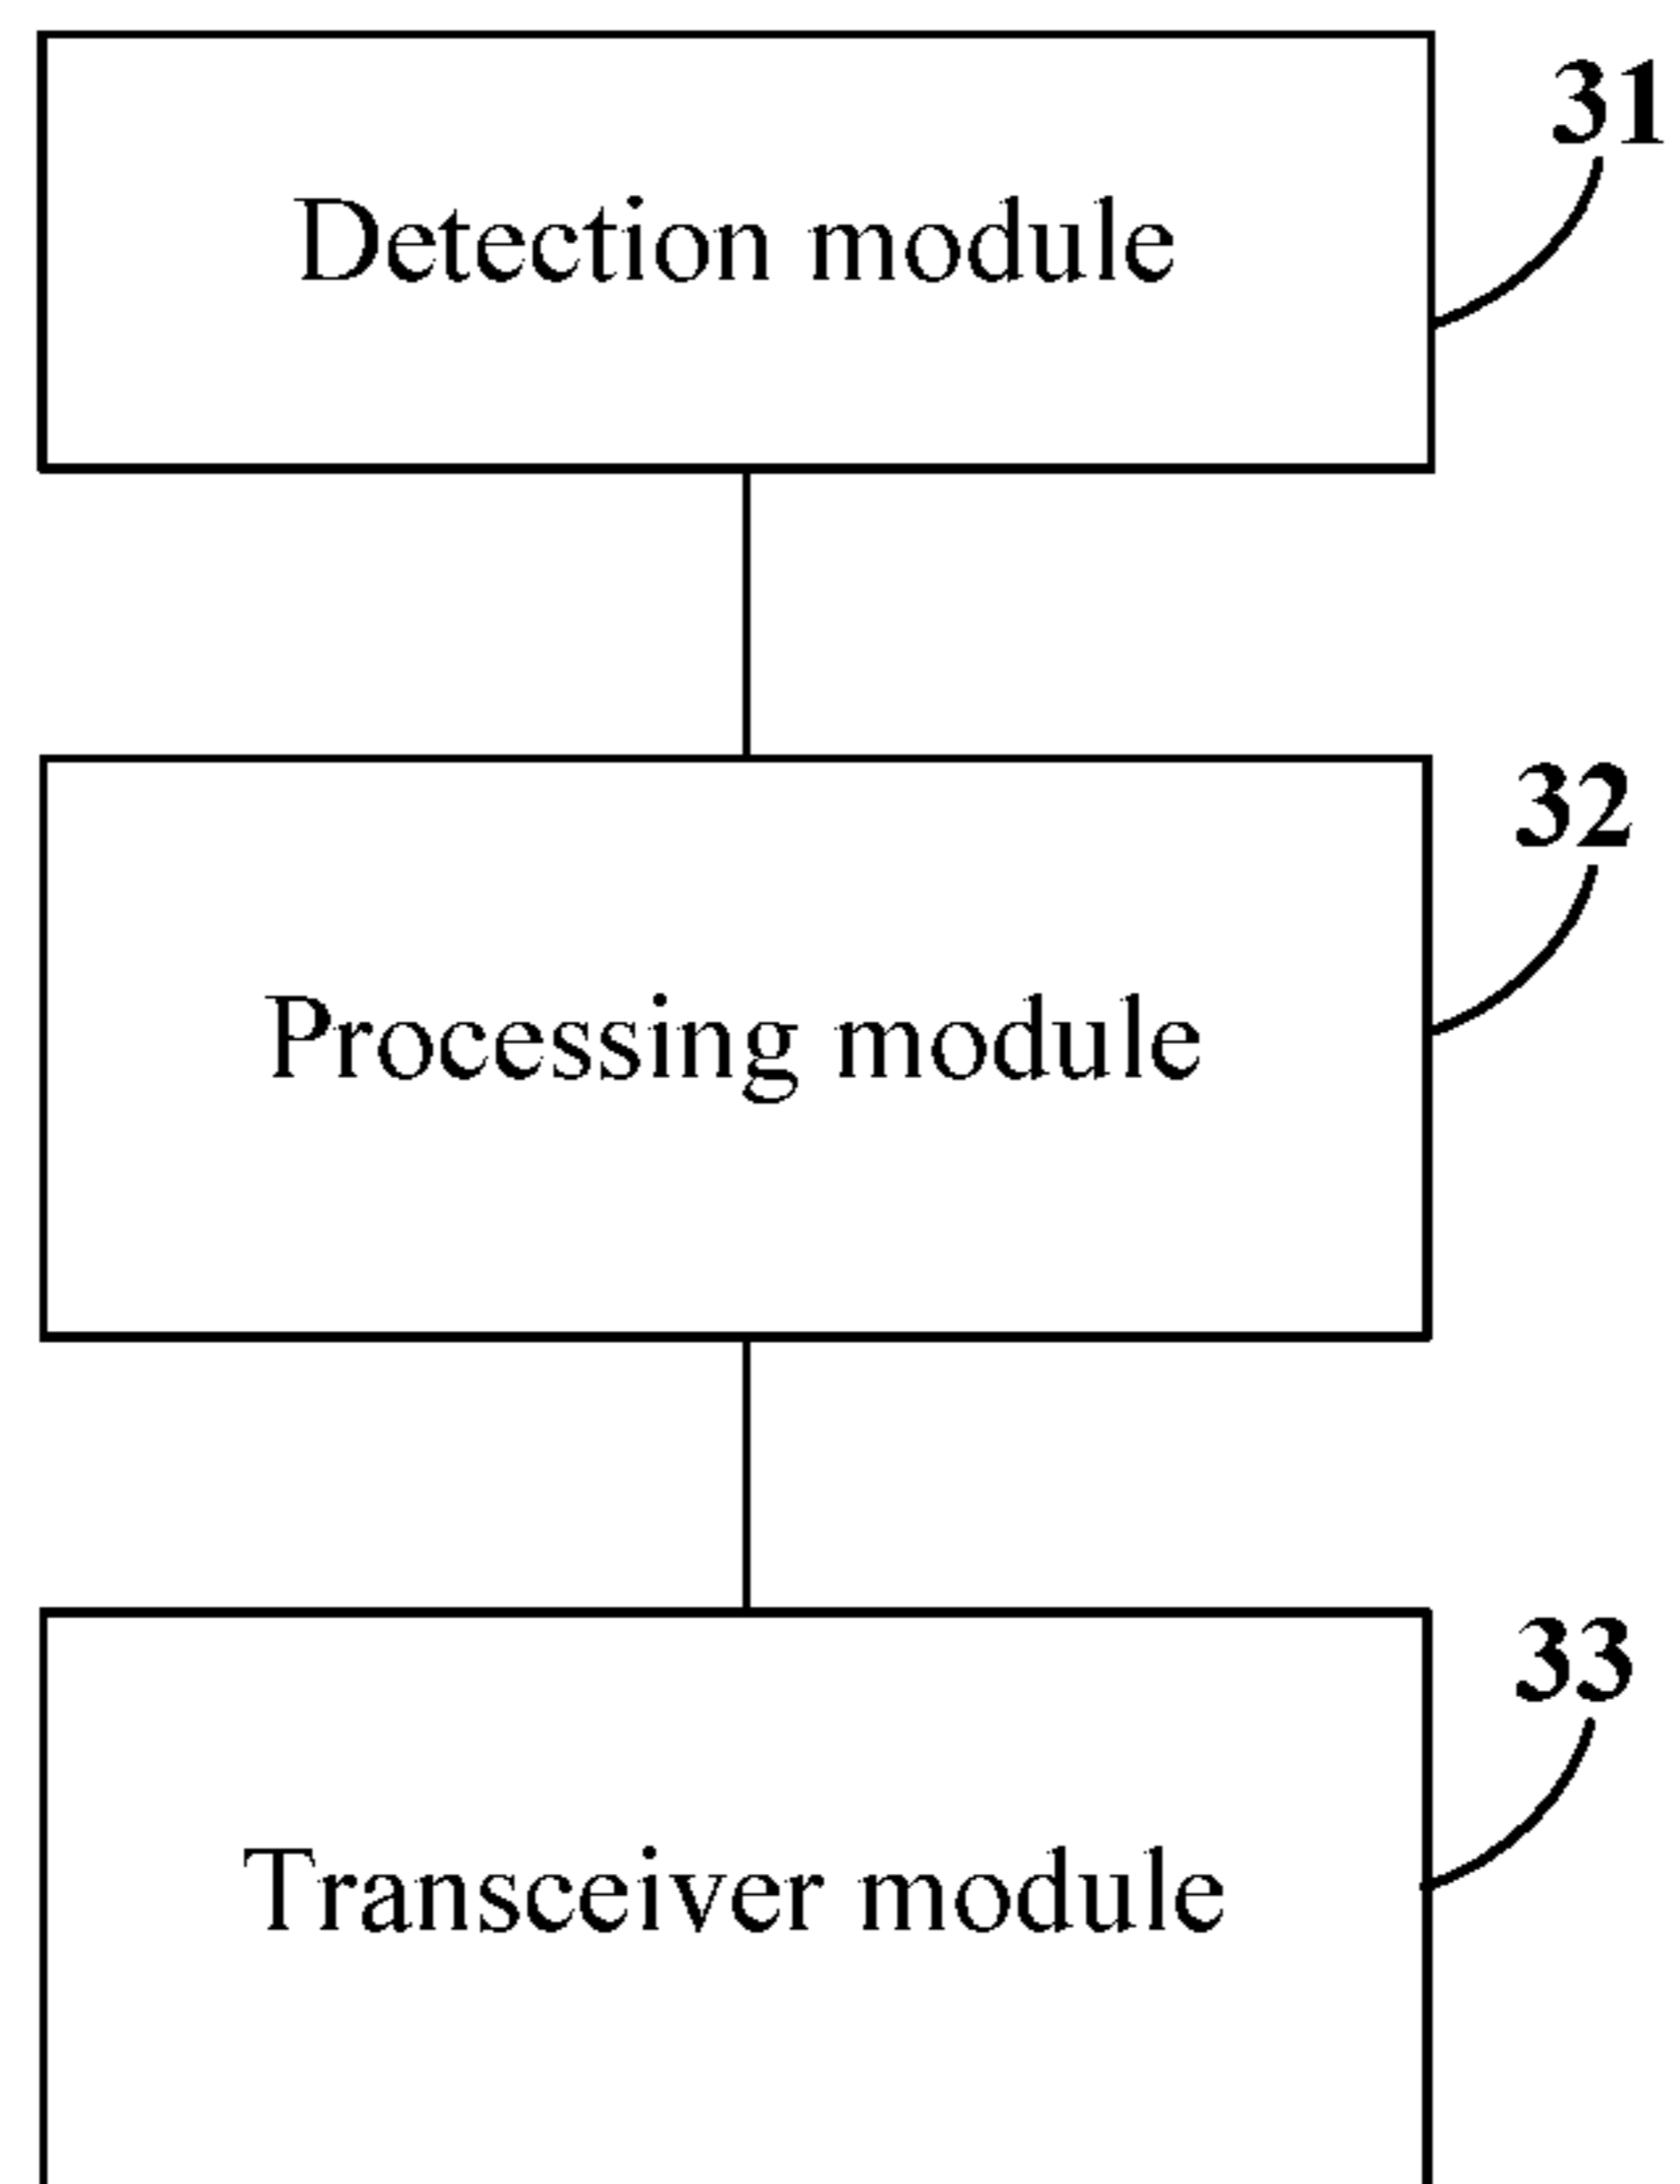 31
Detection module
32
Processing module
33
Transceiver module